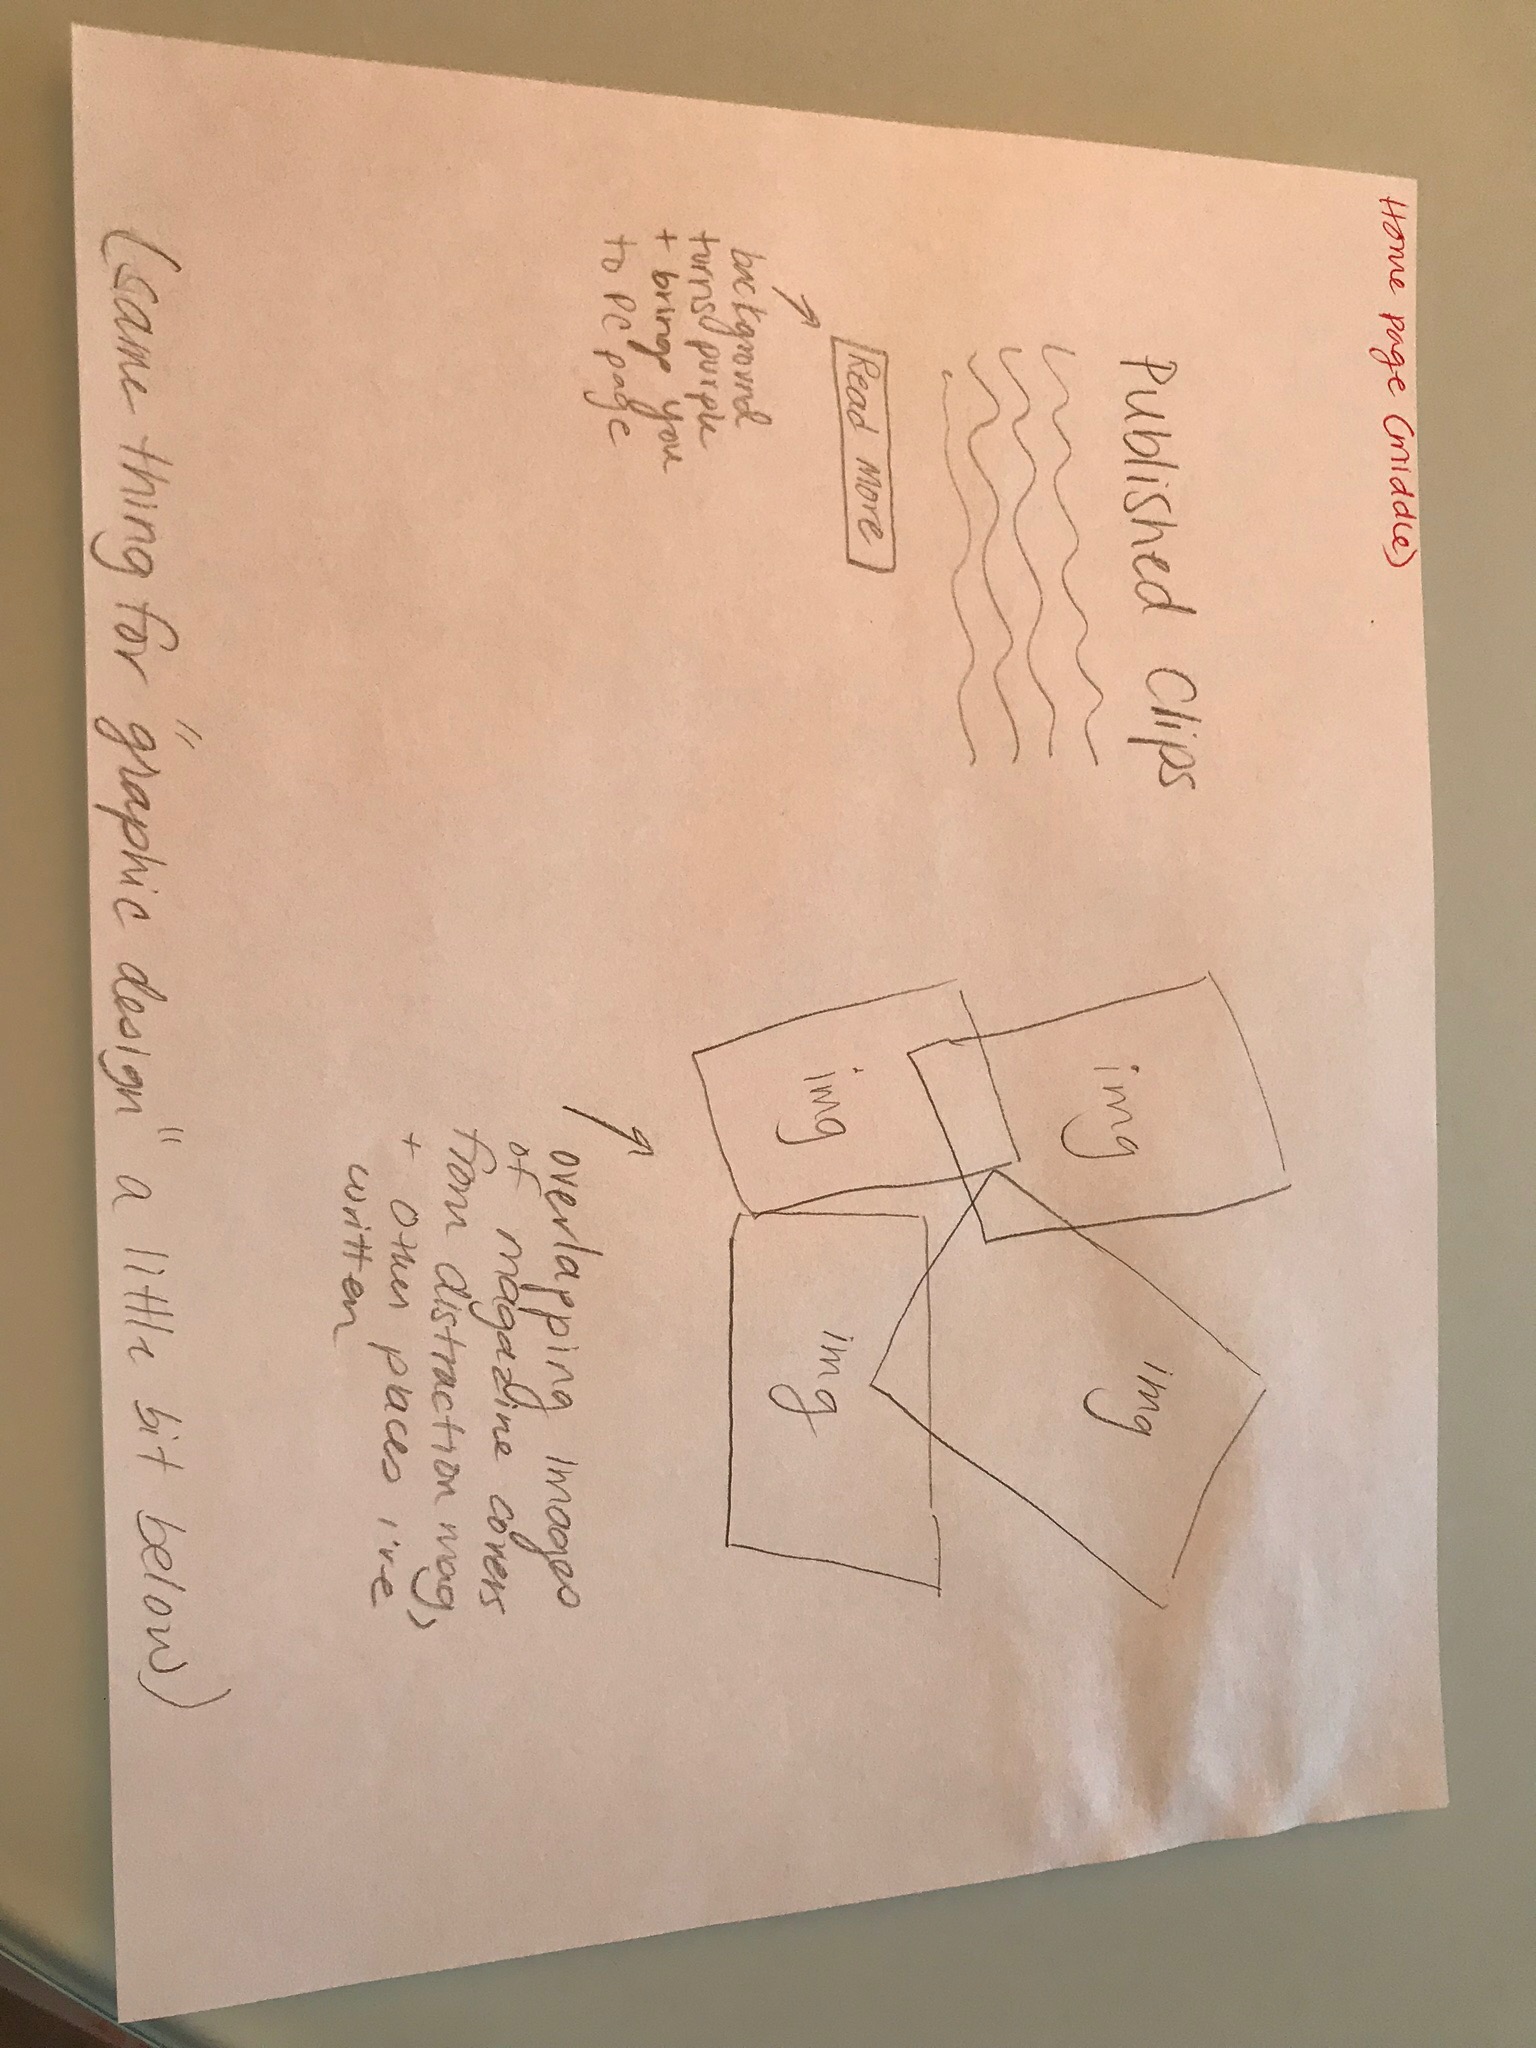 Home page (middle)
Published Clips
Read more
background
turns purple
+ brings you
to PC page
img
img
img
img
overlapping images
of magazine covers
from distraction mag,
+ other places i've
written
(same thing for "graphic design" a little bit below)